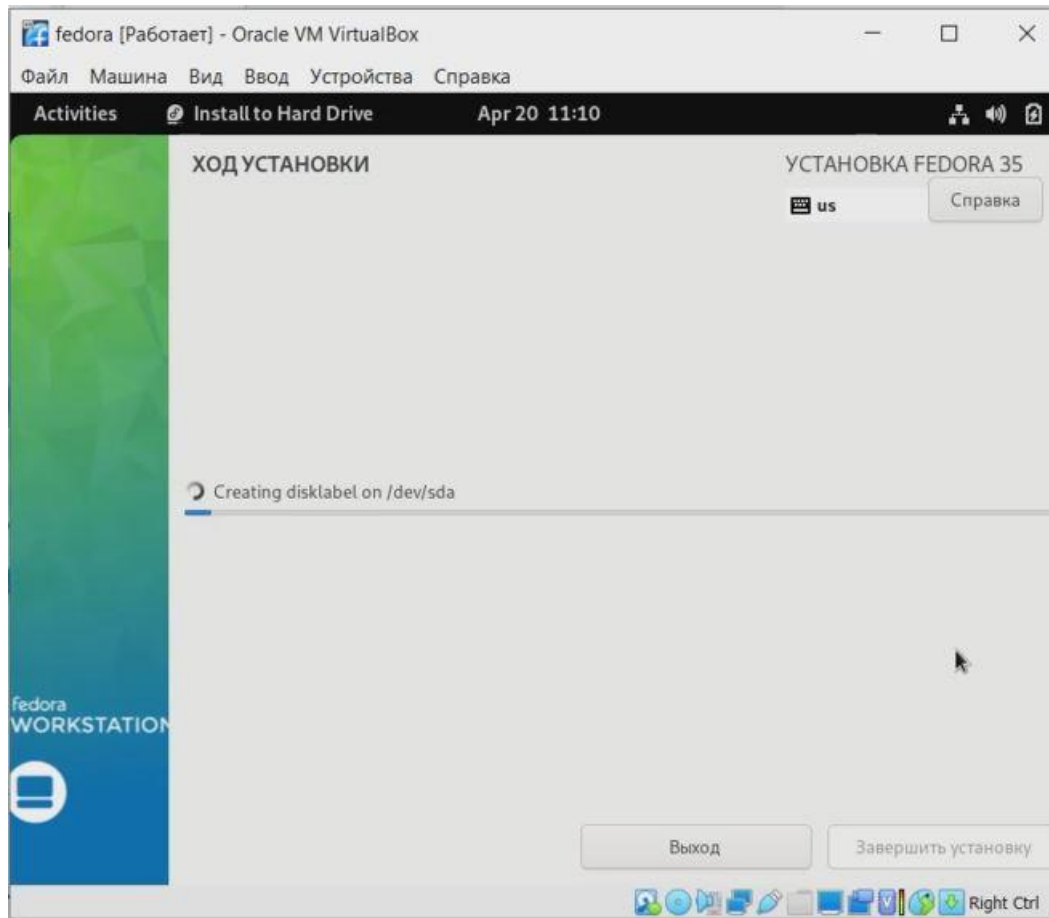 fedora [Работает] - Oracle VM VirtualBox
Файл Машина Вид Ввод Устройства Справка
Activities Install to Hard Drive Apr 20 11:10
ХОД УСТАНОВКИ УСТАНОВКА FEDORA 35
us Справка
Creating disklabel on /dev/sda
fedora
WORKSTATION
Выход Завершить установку
Right Ctrl